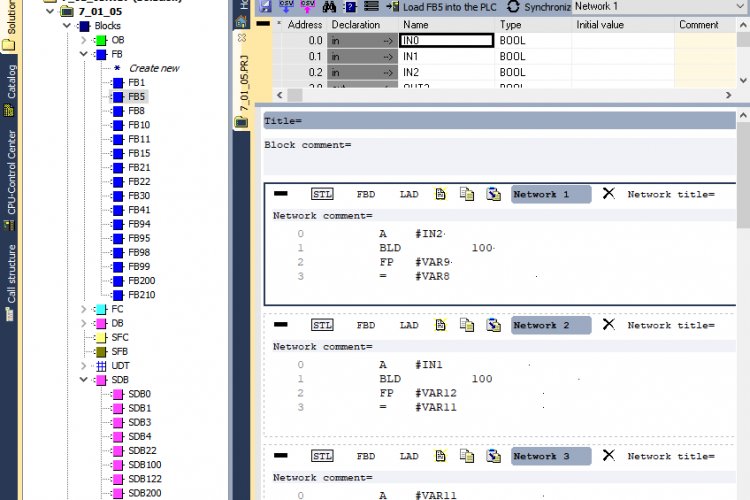 Solution
Catalog
CPU-Control Center
Call structure
7_01_05
Blocks
OB
FB
Create new
FB1
FB5
FB8
FB10
FB11
FB15
FB21
FB22
FB30
FB41
FB94
FB95
FB98
FB99
FB200
FB210
FC
DB
SFC
SFB
UDT
SDB
SDB0
SDB1
SDB3
SDB4
SDB22
SDB100
SDB122
SDB200
7_01_05.PRJ
CSV CSV Load FB5 into the PLC Synchroniz Network 1
* Address Declaration Name Type Initial value Comment
0.0 in --> IN0 BOOL
0.1 in --> IN1 BOOL
0.2 in --> IN2 BOOL
Title=
Block comment=
STL FBD LAD Network 1 Network title=
Network comment=
0 A #IN2
1 BLD 100
2 FP #VAR9
3 = #VAR8
STL FBD LAD Network 2 Network title=
Network comment=
0 A #IN1
1 BLD 100
2 FP #VAR12
3 = #VAR11
STL FBD LAD Network 3 Network title=
Network comment=
0 A #VAR11